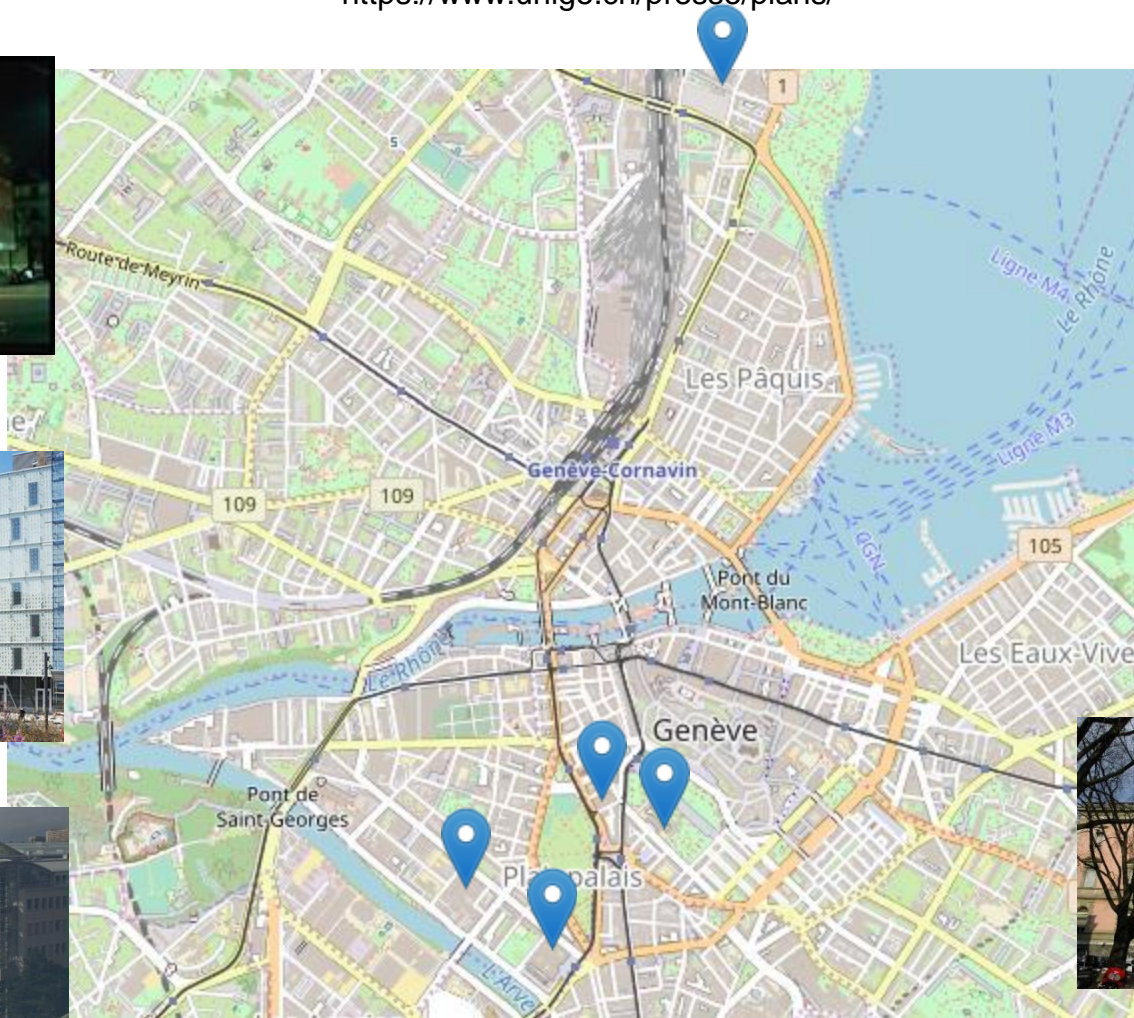 https://www.unige.ch/presse/plans/
1
5
Route de Meyrin
Ligne M4
Le Rhône
Les Pâquis
Ligne M3
Genève-Cornavin
109
109
CGN
105
Pont du
Mont-Blanc
Les Eaux-Vive
Le Rhône
Genève
Pont de
Saint-Georges
L'Arve